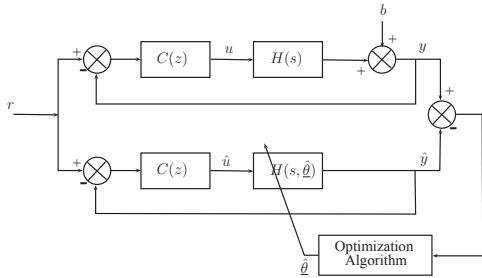 b
+
+
-
C(z)
u
H(s)
+
y
+
-
r
+
-
C(z)
û
H(s, θ̂)
ŷ
θ̂
Optimization
Algorithm